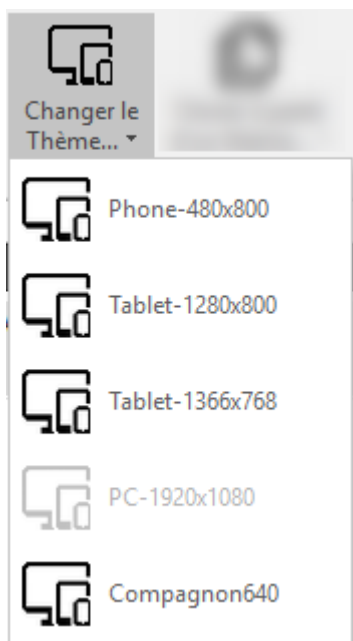 Changer le
Thème...
Phone-480x800
Tablet-1280x800
Tablet-1366x768
PC-1920x1080
Compagnon640